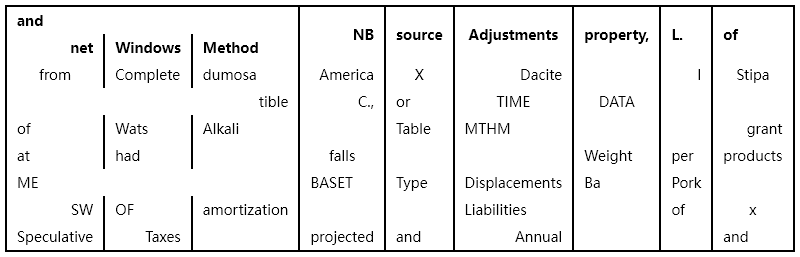 and
net Windows Method NB source Adjustments property, L. of
from Complete dumosa America X Dacite I Stipa
tible C., or TIME DATA
of Wats Alkali Table MTHM grant
at had falls Weight per products
ME BASET Type Displacements Ba Pork
SW OF amortization Liabilities of x
Speculative Taxes projected and Annual and